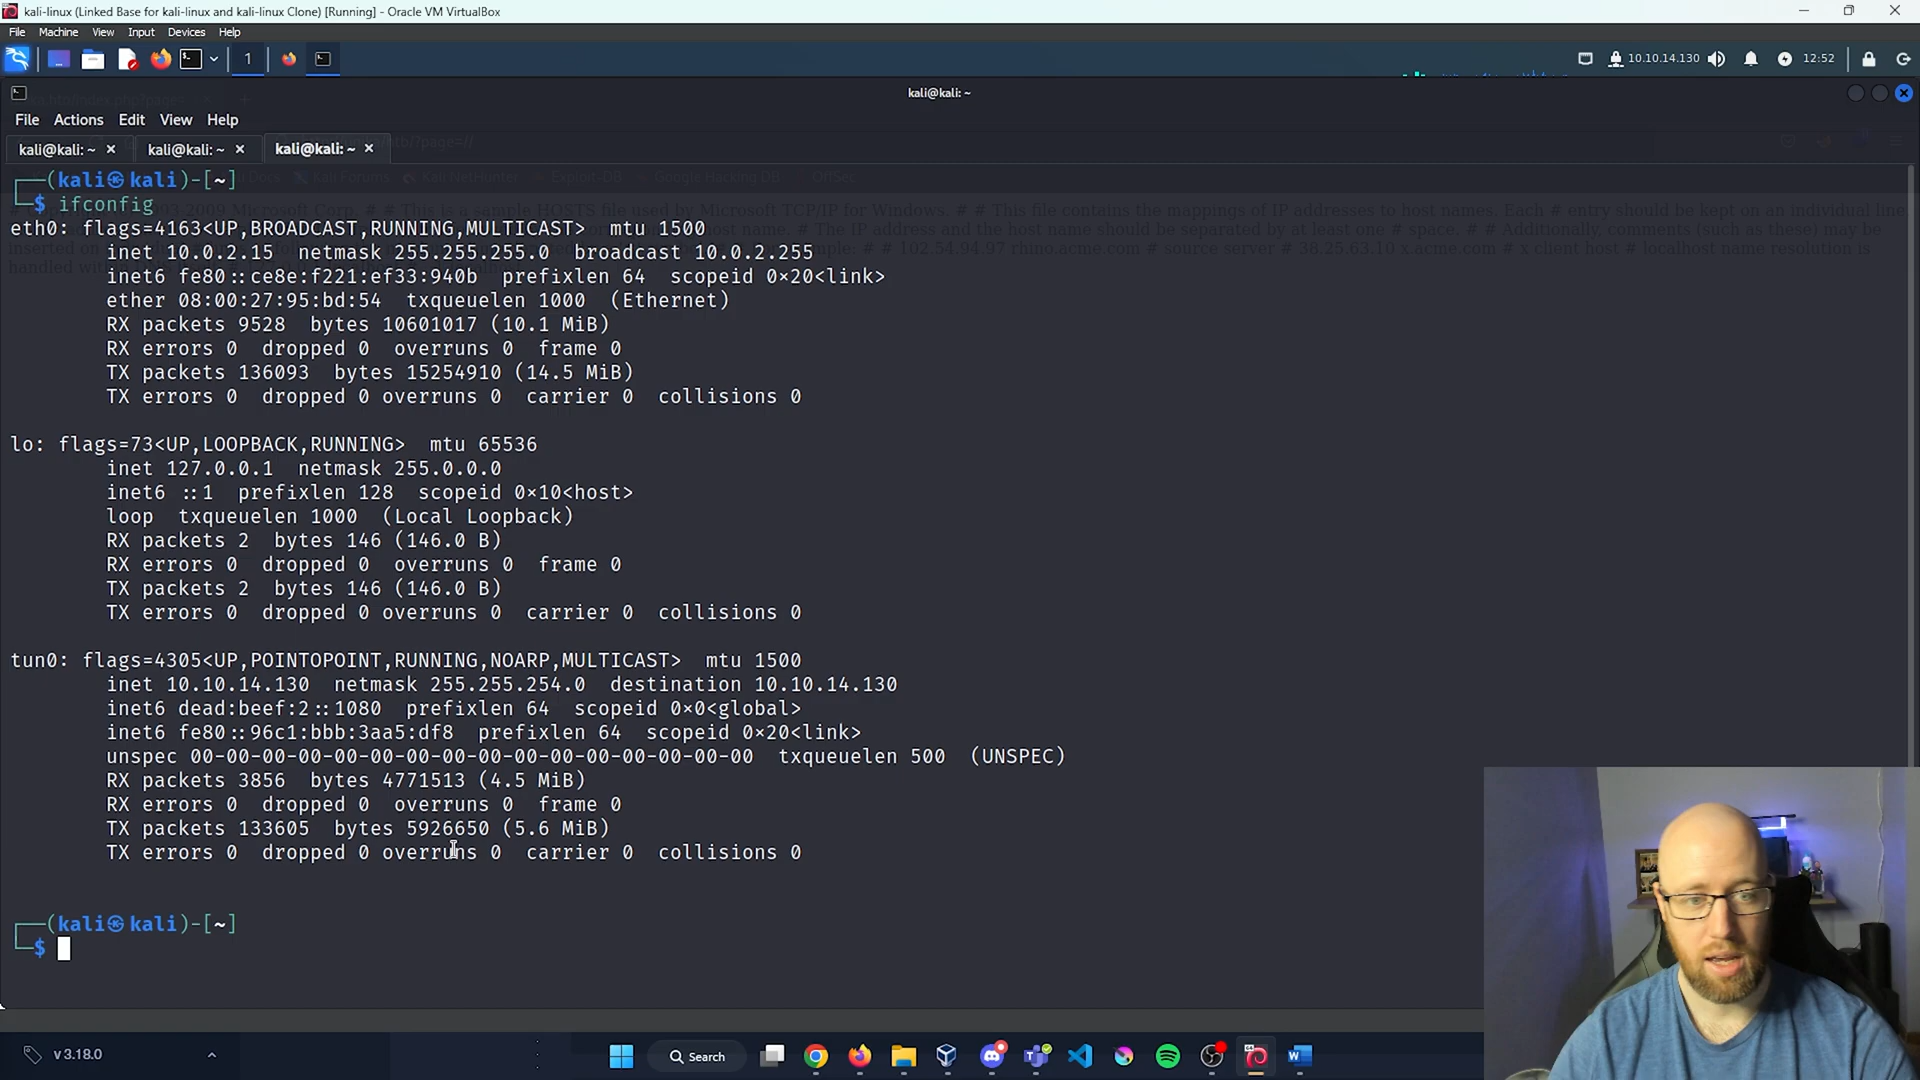 kali-linux (Linked Base for kali-linux and kali-linux Clone) [Running] - Oracle VM VirtualBox
File Machine View Input Devices Help
1
10.10.14.130
12:52
kali@kali: ~
File Actions Edit View Help
kali@kali: ~ × kali@kali: ~ × kali@kali: ~ ×
┌──(kali㉿kali)-[~]
└─$ ifconfig
eth0: flags=4163<UP,BROADCAST,RUNNING,MULTICAST>  mtu 1500
inet 10.0.2.15  netmask 255.255.255.0  broadcast 10.0.2.255
inet6 fe80::ce8e:f221:ef33:940b  prefixlen 64  scopeid 0×20<link>
ether 08:00:27:95:bd:54  txqueuelen 1000  (Ethernet)
RX packets 9528  bytes 10601017 (10.1 MiB)
RX errors 0  dropped 0  overruns 0  frame 0
TX packets 136093  bytes 15254910 (14.5 MiB)
TX errors 0  dropped 0 overruns 0  carrier 0  collisions 0
lo: flags=73<UP,LOOPBACK,RUNNING>  mtu 65536
inet 127.0.0.1  netmask 255.0.0.0
inet6 ::1  prefixlen 128  scopeid 0×10<host>
loop  txqueuelen 1000  (Local Loopback)
RX packets 2  bytes 146 (146.0 B)
RX errors 0  dropped 0  overruns 0  frame 0
TX packets 2  bytes 146 (146.0 B)
TX errors 0  dropped 0 overruns 0  carrier 0  collisions 0
tun0: flags=4305<UP,POINTOPOINT,RUNNING,NOARP,MULTICAST>  mtu 1500
inet 10.10.14.130  netmask 255.255.254.0  destination 10.10.14.130
inet6 dead:beef:2::1080  prefixlen 64  scopeid 0×0<global>
inet6 fe80::96c1:bbb:3aa5:df8  prefixlen 64  scopeid 0×20<link>
unspec 00-00-00-00-00-00-00-00-00-00-00-00-00-00-00-00  txqueuelen 500  (UNSPEC)
RX packets 3856  bytes 4771513 (4.5 MiB)
RX errors 0  dropped 0  overruns 0  frame 0
TX packets 133605  bytes 5926650 (5.6 MiB)
TX errors 0  dropped 0 overruns 0  carrier 0  collisions 0
┌──(kali㉿kali)-[~]
└─$
v 3.18.0
Search